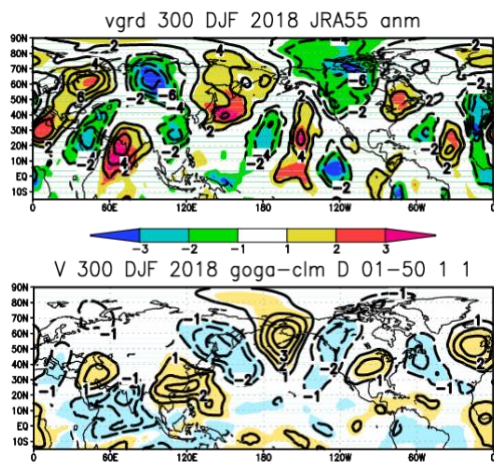 vgrd 300 DJF 2018 JRA55 anm
90N
80N
70N
60N
50N
40N
30N
20N
10N
EQ
10S
0 60E 120E 180 120W 60W 0
-3 -2 -1 1 2 3
V 300 DJF 2018 goga-clm D 01-50 1 1
90N
80N
70N
60N
50N
40N
30N
20N
10N
EQ
10S
0 60E 120E 180 120W 60W 0